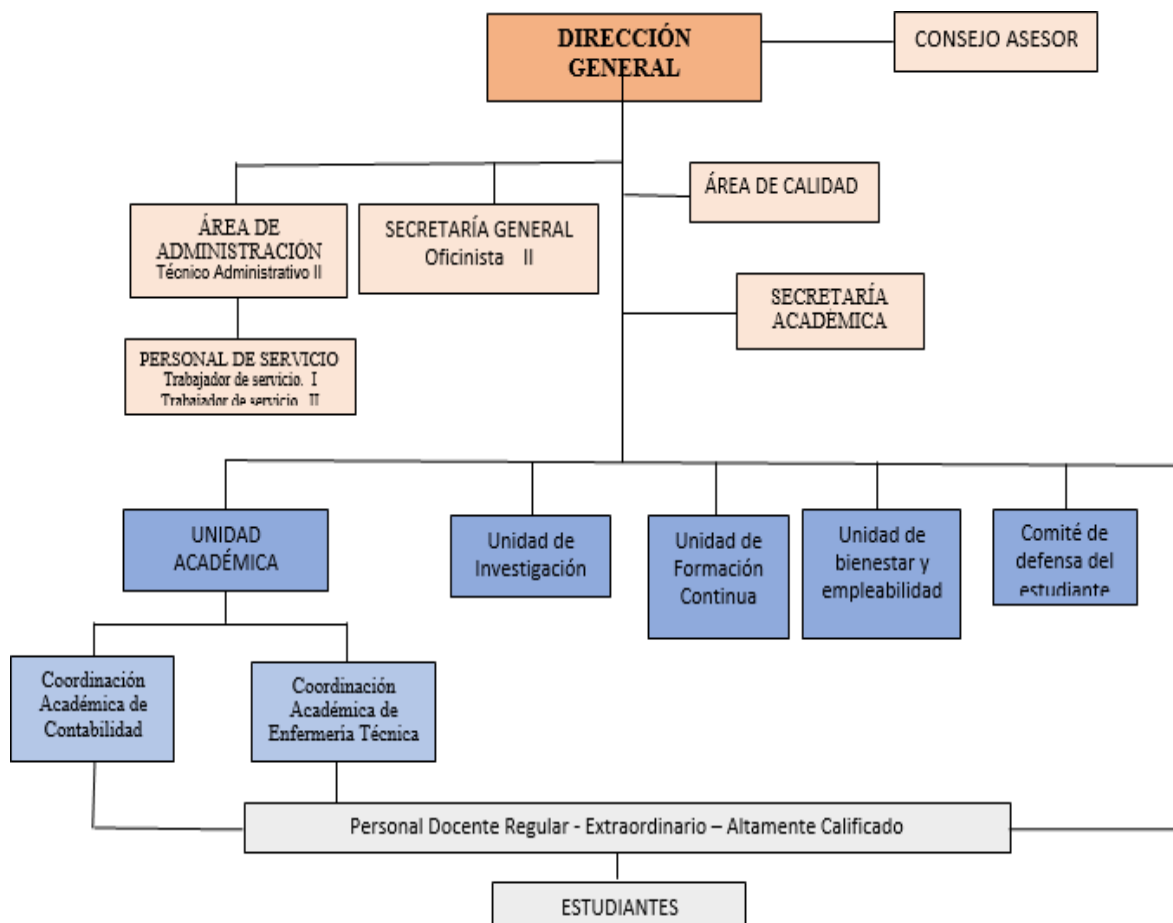 DIRECCIÓN
GENERAL
CONSEJO ASESOR
ÁREA DE CALIDAD
ÁREA DE
ADMINISTRACIÓN
Técnico Administrativo II
SECRETARÍA GENERAL
Oficinista II
SECRETARÍA
ACADÉMICA
PERSONAL DE SERVICIO
Trabajador de servicio. I
Trabajador de servicio. II
UNIDAD
ACADÉMICA
Unidad de
Investigación
Unidad de
Formación
Continua
Unidad de
bienestar y
empleabilidad
Comité de
defensa del
estudiante
Coordinación
Académica de
Contabilidad
Coordinación
Académica de
Enfermería Técnica
Personal Docente Regular - Extraordinario – Altamente Calificado
ESTUDIANTES